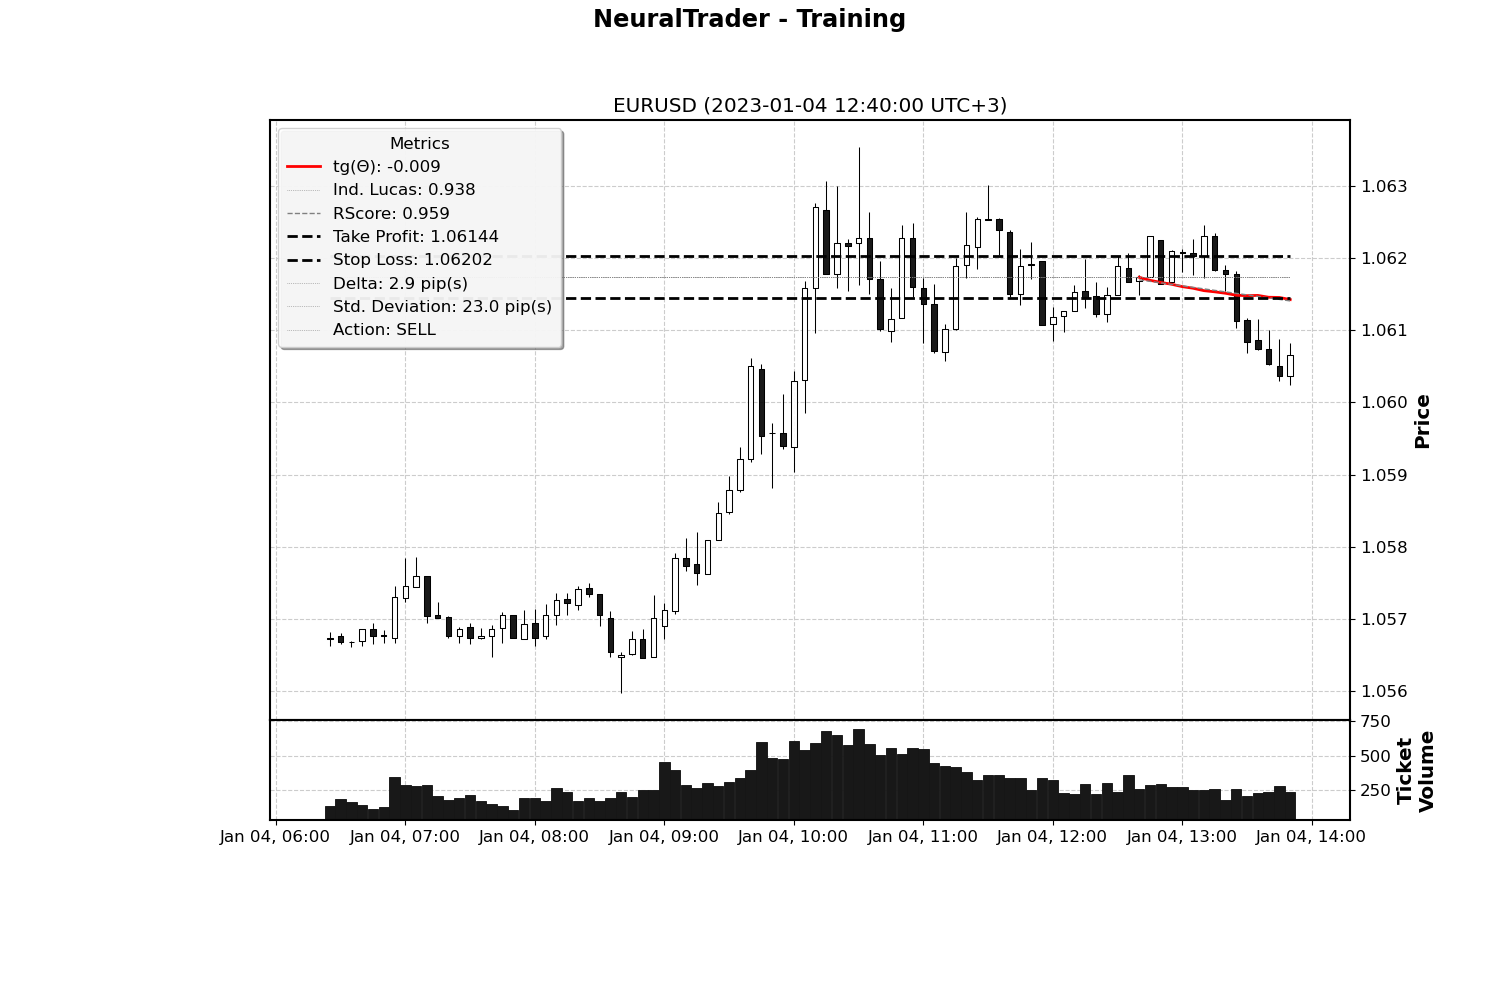 NeuralTrader - Training
EURUSD (2023-01-04 12:40:00 UTC+3)
Metrics
tg(Θ): -0.009
Ind. Lucas: 0.938
RScore: 0.959
Take Profit: 1.06144
Stop Loss: 1.06202
Delta: 2.9 pip(s)
Std. Deviation: 23.0 pip(s)
Action: SELL
1.063
1.062
1.061
1.060
1.059
1.058
1.057
1.056
Price
750
500
250
Ticket
Volume
Jan 04, 06:00
Jan 04, 07:00
Jan 04, 08:00
Jan 04, 09:00
Jan 04, 10:00
Jan 04, 11:00
Jan 04, 12:00
Jan 04, 13:00
Jan 04, 14:00